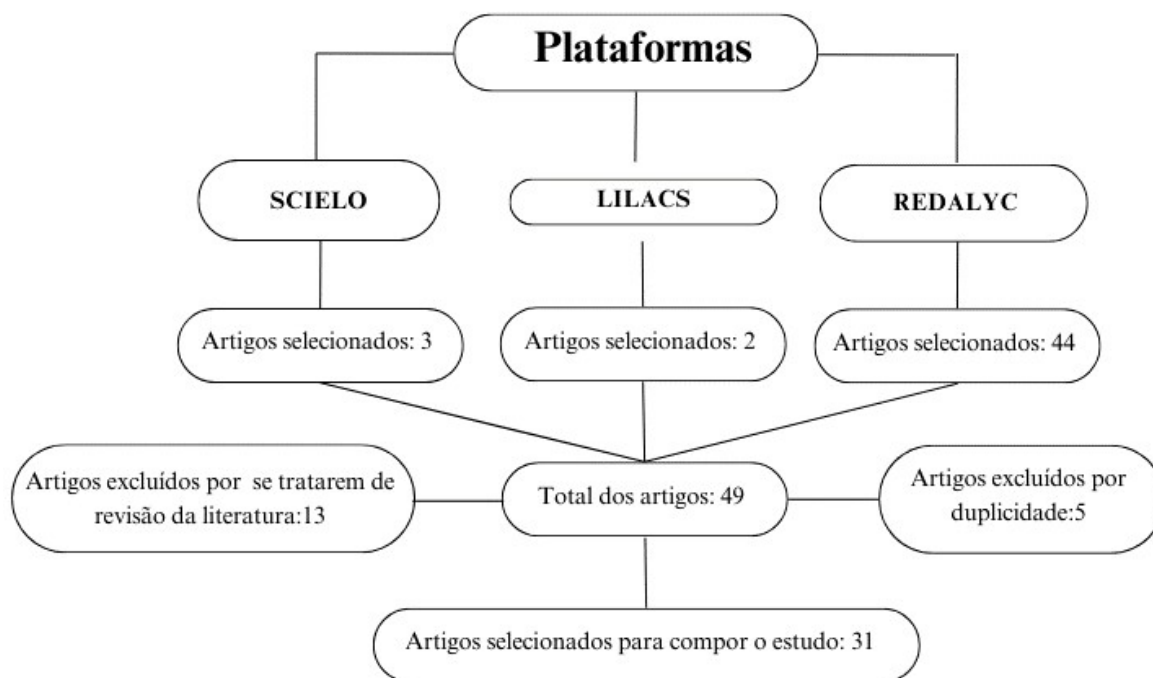 Plataformas
SCIELO
LILACS
REDALYC
Artigos selecionados: 3
Artigos selecionados: 2
Artigos selecionados: 44
Artigos excluídos por se tratarem de
revisão da literatura:13
Total dos artigos: 49
Artigos excluídos por
duplicidade:5
Artigos selecionados para compor o estudo: 31